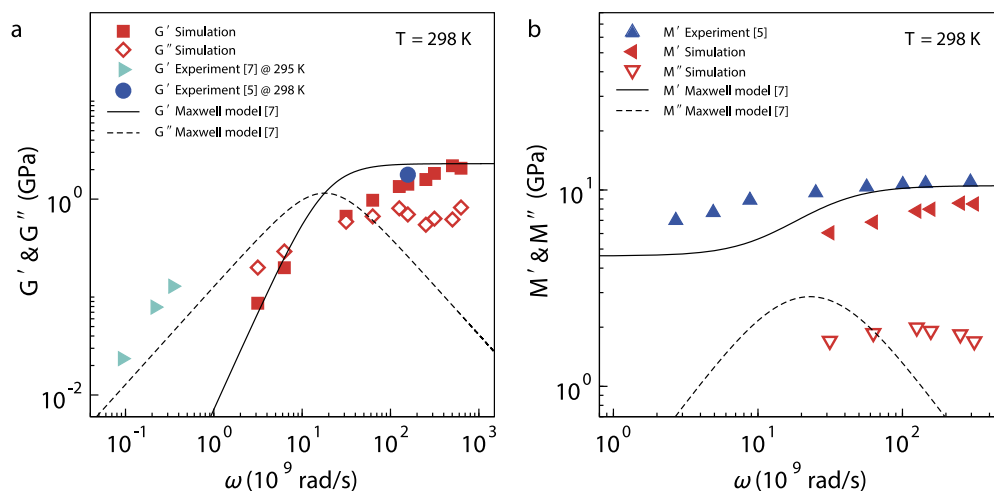 a
G′ Simulation
G″ Simulation
G′ Experiment [7] @ 295 K
G′ Experiment [5] @ 298 K
G′ Maxwell model [7]
G″ Maxwell model [7]
T = 298 K
G′ & G″ (GPa)
10⁰
10⁻²
10⁻¹ 10⁰ 10¹ 10² 10³
ω (10⁹ rad/s)
b
M′ Experiment [5]
M′ Simulation
M″ Simulation
M′ Maxwell model [7]
M″ Maxwell model [7]
T = 298 K
M′ & M″ (GPa)
10¹
10⁰
10⁰ 10¹ 10²
ω (10⁹ rad/s)